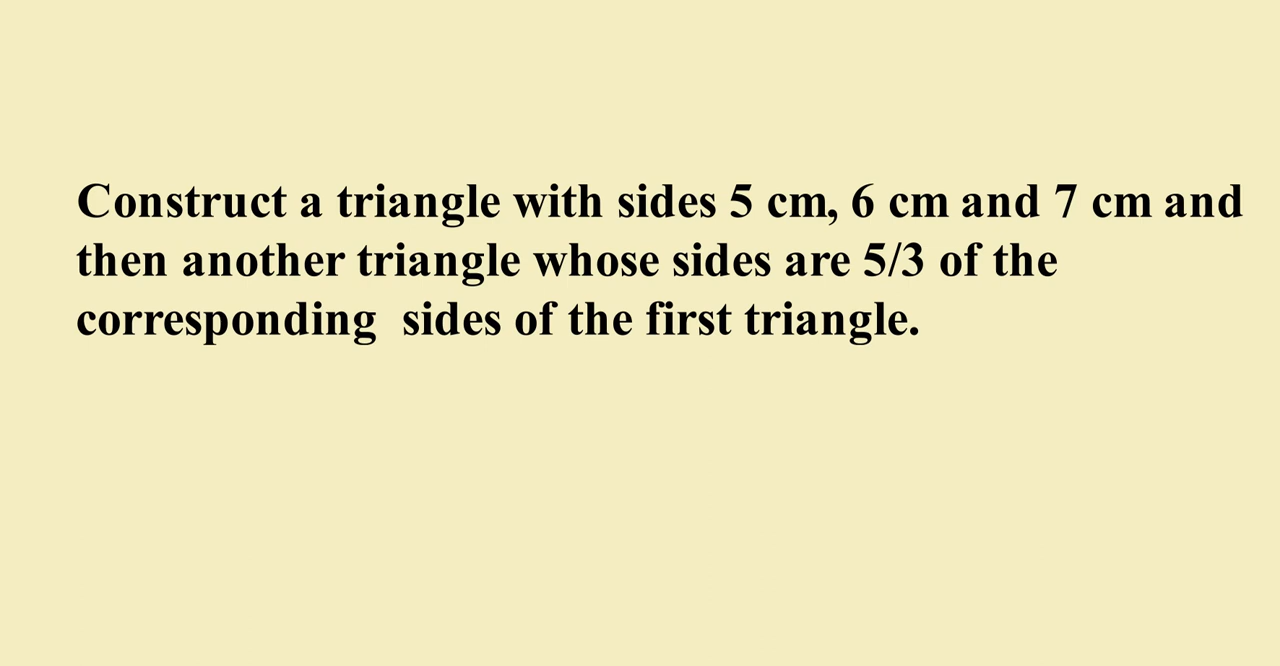 Construct a triangle with sides 5 cm, 6 cm and 7 cm and
then another triangle whose sides are 5/3 of the
corresponding  sides of the first triangle.